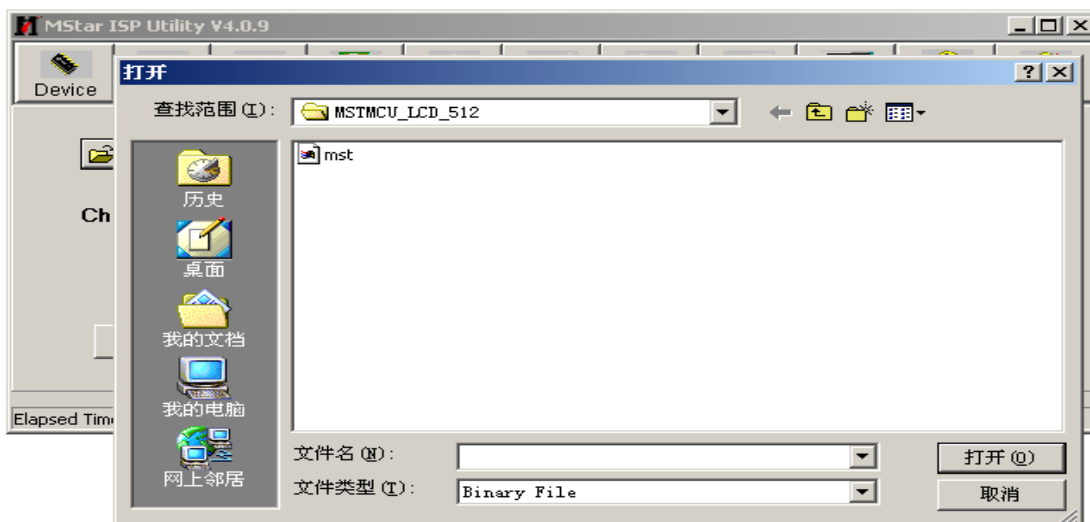 MStar ISP Utility V4.0.9
Device
打开
查找范围(I):
MSTMCU_LCD_512
mst
历史
Ch
桌面
我的文档
我的电脑
Elapsed Tim
网上邻居
文件名(N):
打开(O)
文件类型(T):
Binary File
取消